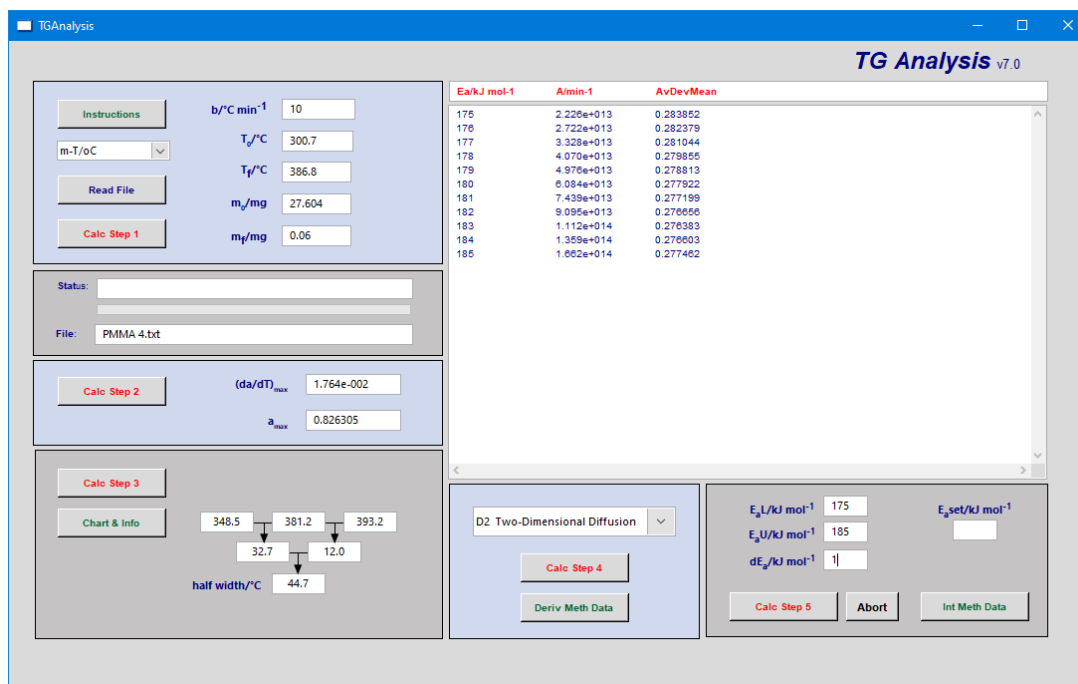 TGAnalysis
TG Analysis v7.0
Instructions
b/°C min-1 10
m-T/oC
To/°C 300.7
Read File
Tf/°C 386.8
mo/mg 27.604
Calc Step 1
mf/mg 0.06
Status:
File: PMMA 4.txt
Calc Step 2
(da/dT)max 1.764e-002
amax 0.826305
Calc Step 3
Chart & Info
348.5 381.2 393.2
32.7 12.0
half width/°C 44.7
Ea/kJ mol-1 A/min-1 AvDevMean
175 2.226e+013 0.283852
176 2.722e+013 0.282379
177 3.328e+013 0.281044
178 4.070e+013 0.279855
179 4.976e+013 0.278813
180 6.084e+013 0.277922
181 7.439e+013 0.277199
182 9.095e+013 0.276656
183 1.112e+014 0.276383
184 1.359e+014 0.276603
185 1.662e+014 0.277462
D2 Two-Dimensional Diffusion
Calc Step 4
Deriv Meth Data
EaL/kJ mol-1 175
EaU/kJ mol-1 185
dEa/kJ mol-1 1
Easet/kJ mol-1
Calc Step 5
Abort
Int Meth Data